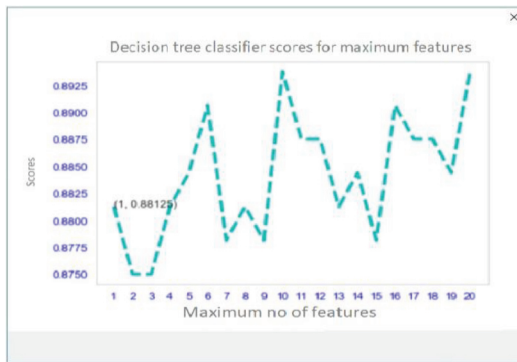 ×
Decision tree classifier scores for maximum features
Scores
0.8925
0.8900
0.8875
0.8850
0.8825
0.8800
0.8775
0.8750
(1, 0.88125)
1 2 3 4 5 6 7 8 9 10 11 12 13 14 15 16 17 18 19 20
Maximum no of features